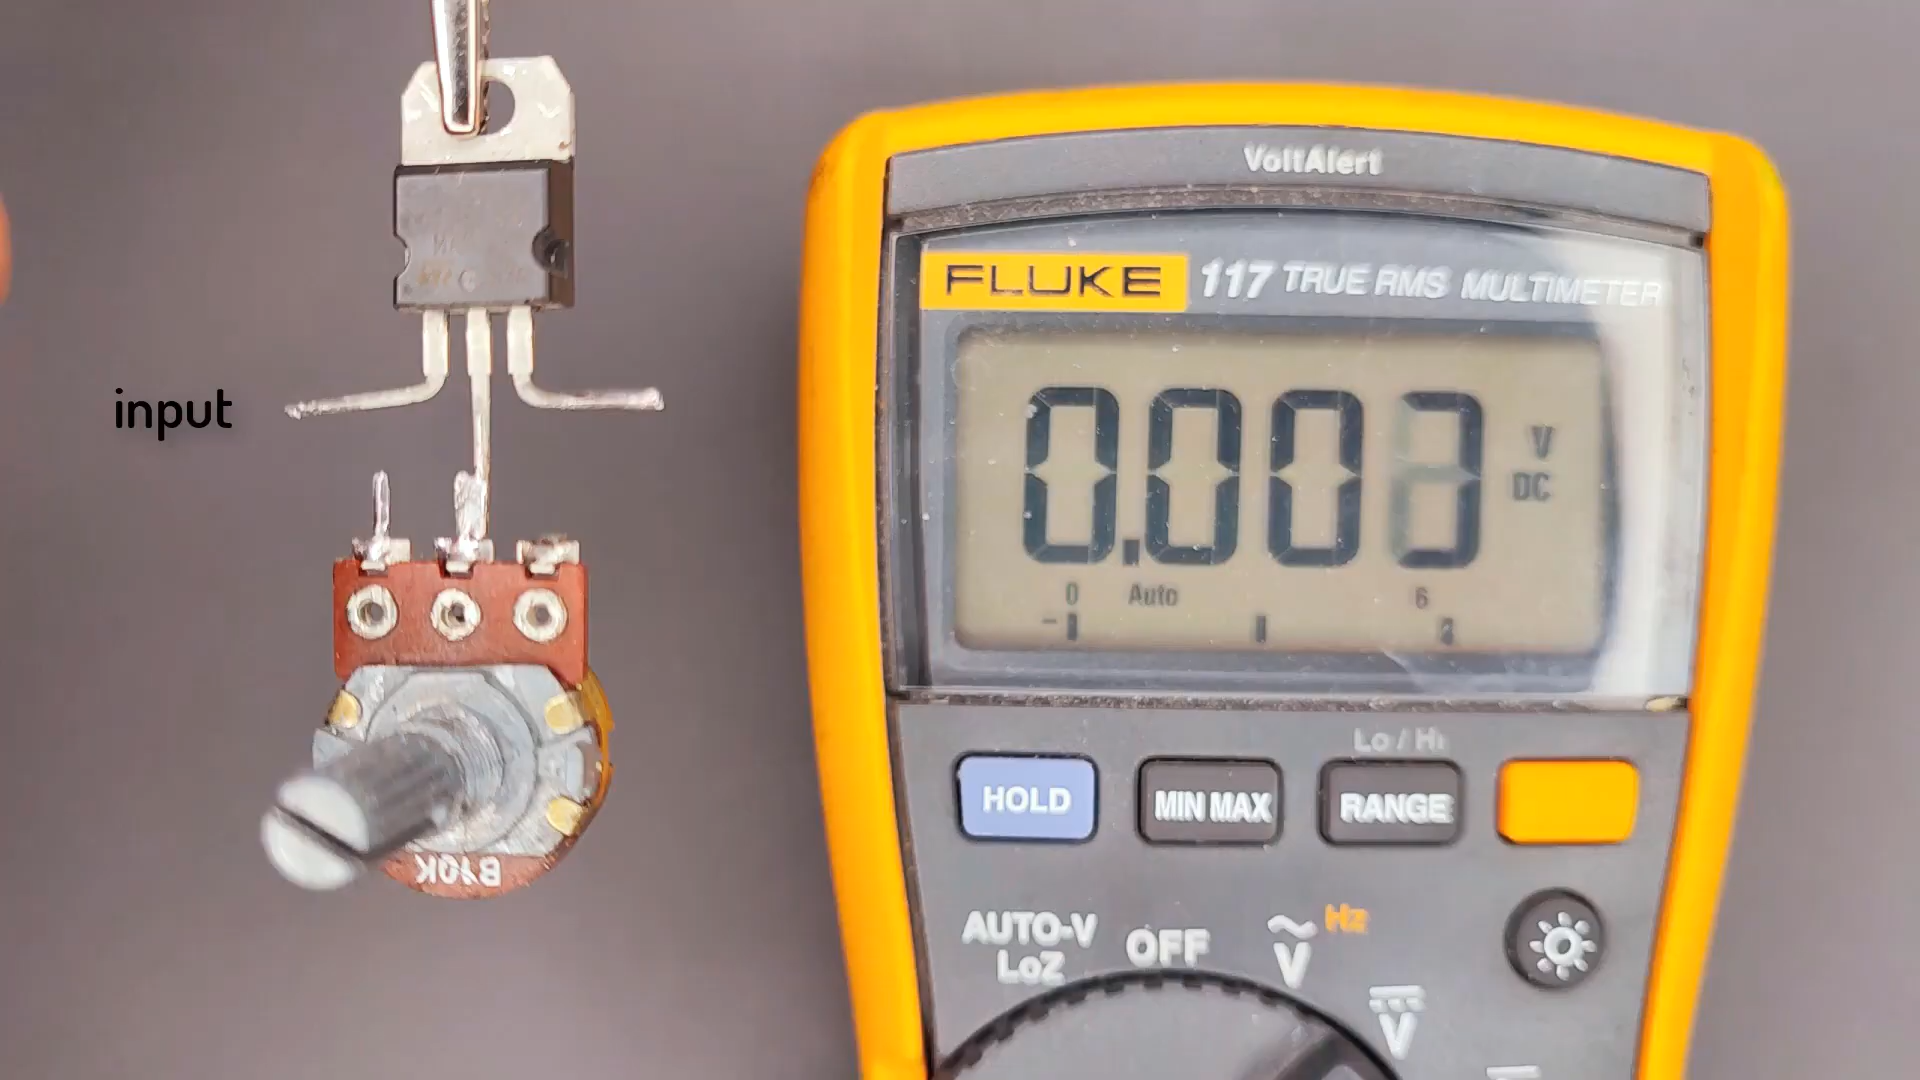 VoltAlert
FLUKE 117 TRUE RMS MULTIMETER
input
0.003 V
DC
0 Auto 6
Lo / Hi
HOLD MIN MAX RANGE
B10K
AUTO-V
LoZ
OFF
V Hz
V